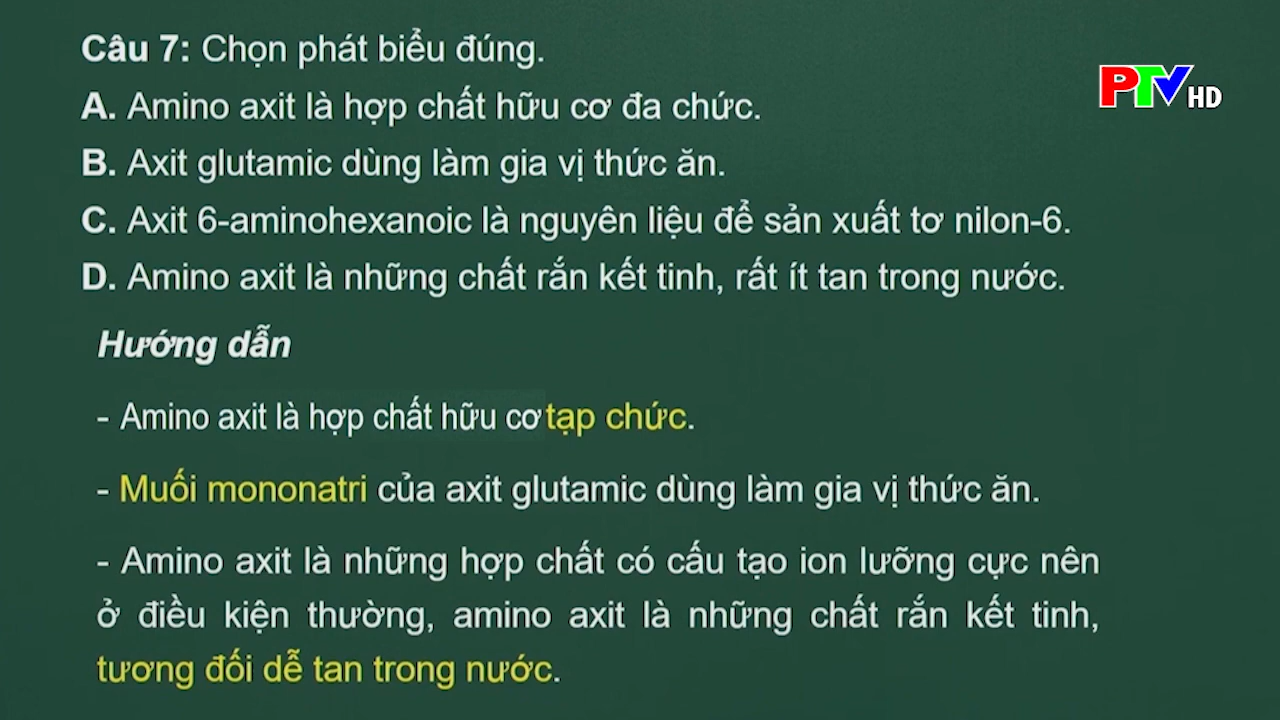 Câu 7: Chọn phát biểu đúng.
PTV HD
A. Amino axit là hợp chất hữu cơ đa chức.
B. Axit glutamic dùng làm gia vị thức ăn.
C. Axit 6-aminohexanoic là nguyên liệu để sản xuất tơ nilon-6.
D. Amino axit là những chất rắn kết tinh, rất ít tan trong nước.
Hướng dẫn
- Amino axit là hợp chất hữu cơ tạp chức.
- Muối mononatri của axit glutamic dùng làm gia vị thức ăn.
- Amino axit là những hợp chất có cấu tạo ion lưỡng cực nên
ở điều kiện thường, amino axit là những chất rắn kết tinh,
tương đối dễ tan trong nước.